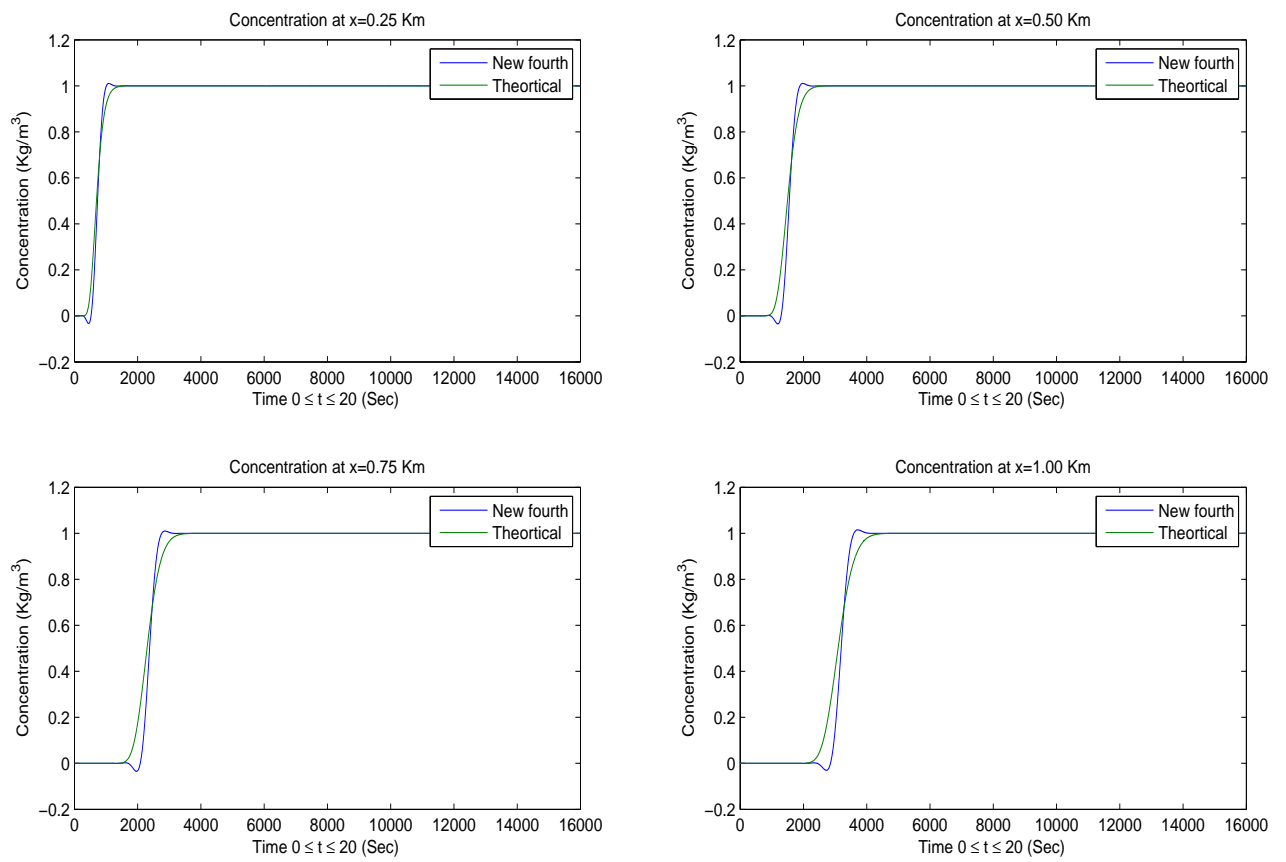 Concentration at x=0.25 Km
1.2
1
0.8
0.6
0.4
0.2
0
−0.2
Concentration (Kg/m³)
New fourth
Theortical
0 2000 4000 6000 8000 10000 12000 14000 16000
Time 0 ≤ t ≤ 20 (Sec)
Concentration at x=0.50 Km
1.2
1
0.8
0.6
0.4
0.2
0
−0.2
Concentration (Kg/m³)
New fourth
Theortical
0 2000 4000 6000 8000 10000 12000 14000 16000
Time 0 ≤ t ≤ 20 (Sec)
Concentration at x=0.75 Km
1.2
1
0.8
0.6
0.4
0.2
0
−0.2
Concentration (Kg/m³)
New fourth
Theortical
0 2000 4000 6000 8000 10000 12000 14000 16000
Time 0 ≤ t ≤ 20 (Sec)
Concentration at x=1.00 Km
1.2
1
0.8
0.6
0.4
0.2
0
−0.2
Concentration (Kg/m³)
New fourth
Theortical
0 2000 4000 6000 8000 10000 12000 14000 16000
Time 0 ≤ t ≤ 20 (Sec)